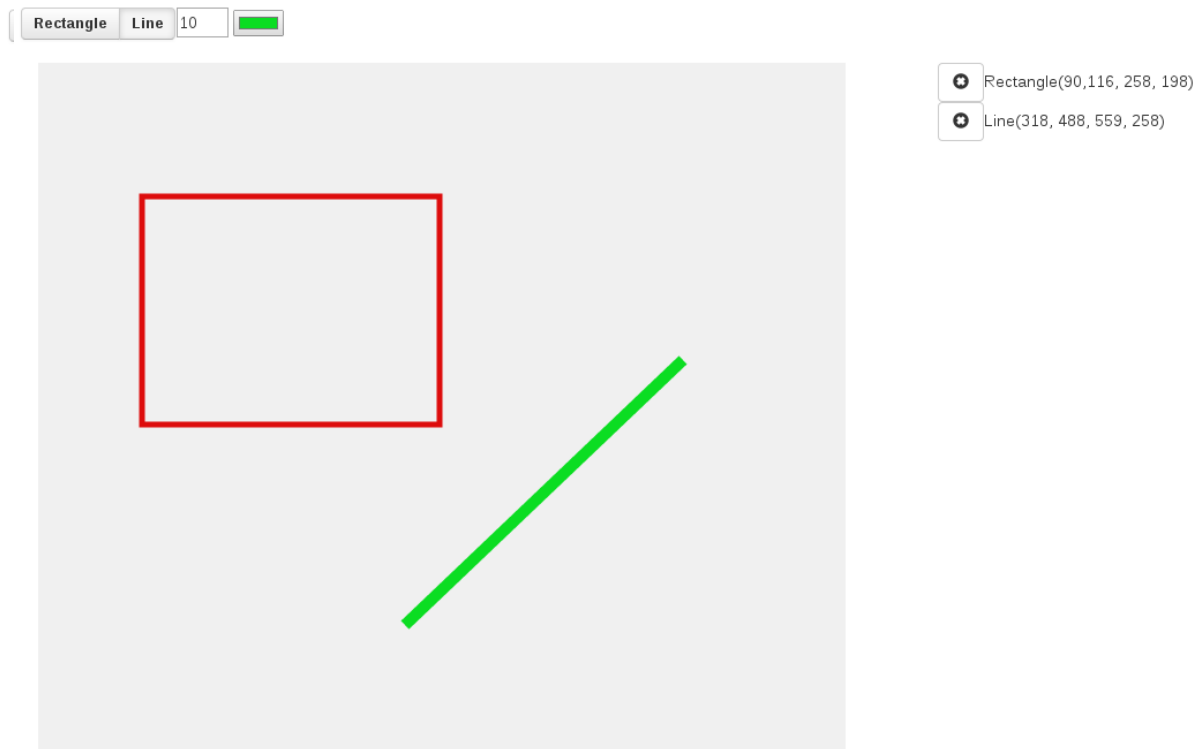 Rectangle Line 10
Rectangle(90,116, 258, 198)
Line(318, 488, 559, 258)